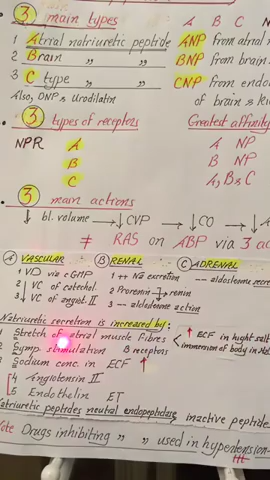 ③ main types A B C N
1 Atrial natriuretic peptide ANP from atrial
2 Brain " " BNP from brain
3 C type " " CNP from endo
Also, DNP & Urodilatin of brain &
③ types of receptors Greatest affinity
NPR A A NP
B B NP
C A, B & C
③ main actions
↓ bl. volume → ↓ CVP → ↓ CO → ↓
≠ RAS on ABP via 3 ac
Ⓐ VASCULAR Ⓑ RENAL Ⓒ ADRENAL
1 VD via cGMP 1 ++ Na excretion -- aldosterone
2 ↓ VC of catechol. 2 Prorenin → renin
3 ↓ VC of angiot. II 3 -- aldosterone action
Natriuretic secretion is increased by:
1 Stretch of atrial muscle fibres < ↑ ECF in high salt
2 Symp stimulation B receptors immersion of body in
3 Sodium conc. in ECF ↑
4 Angiotensin II
5 Endothelin ET
Natriuretic peptides neutral endopeptidase → inactive peptides
Note Drugs inhibiting " " used in hypertension